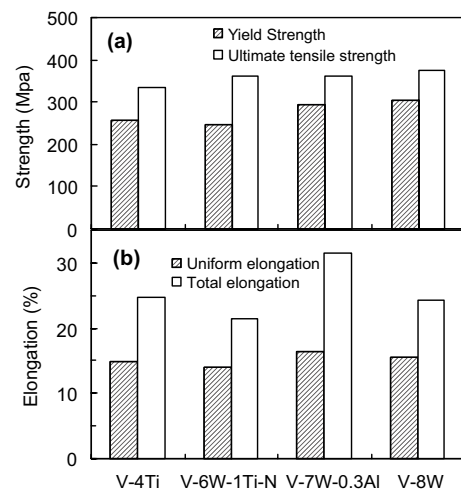 500
(a)
Yield Strength
Ultimate tensile strength
400
300
200
100
0
Strength (Mpa)
(b)
Uniform elongation
Total elongation
30
20
10
0
Elongation (%)
V-4Ti V-6W-1Ti-N V-7W-0.3Al V-8W